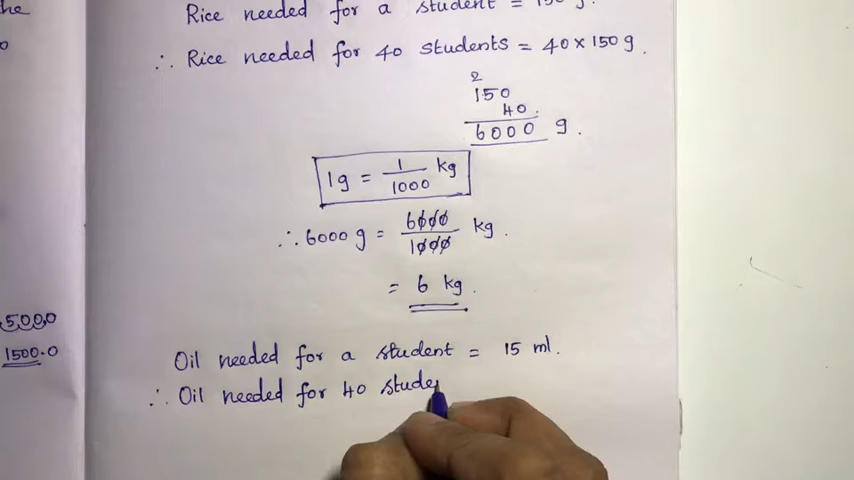 he
Rice needed for a student = 150 g.
∴ Rice needed for 40 students = 40 x 150 g.
2
150
40
6000 g.
1g = 1/1000 kg
∴ 6000 g = 6000/1000 kg.
= 6 kg.
5000
1500.0
Oil needed for a student = 15 ml.
∴ Oil needed for 40 stude